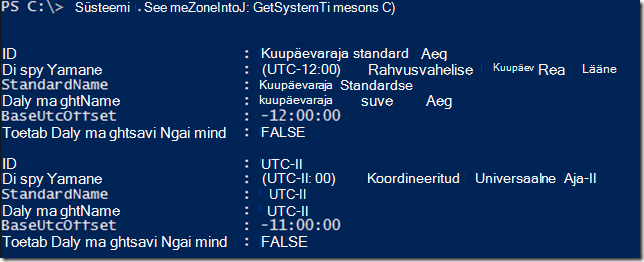 PS C:\> Süsteemi .See meZoneIntoJ: GetSystemTi mesons C)
ID : Kuupäevaraja standard Aeg
Di spy Yamane : (UTC-12:00) Rahvusvahelise Kuupäev Rea Lääne
StandardName : Kuupäevaraja Standardse
Daly ma ghtName : kuupäevaraja suve Aeg
BaseUtcOffset : -12:00:00
Toetab Daly ma ghtsavi Ngai mind : FALSE
ID : UTC-II
Di spy Yamane : (UTC-II: 00) Koordineeritud Universaalne Aja-II
StandardName : UTC-II
Daly ma ghtName : UTC-II
BaseUtcOffset : -11:00:00
Toetab Daly ma ghtsavi Ngai mind : FALSE